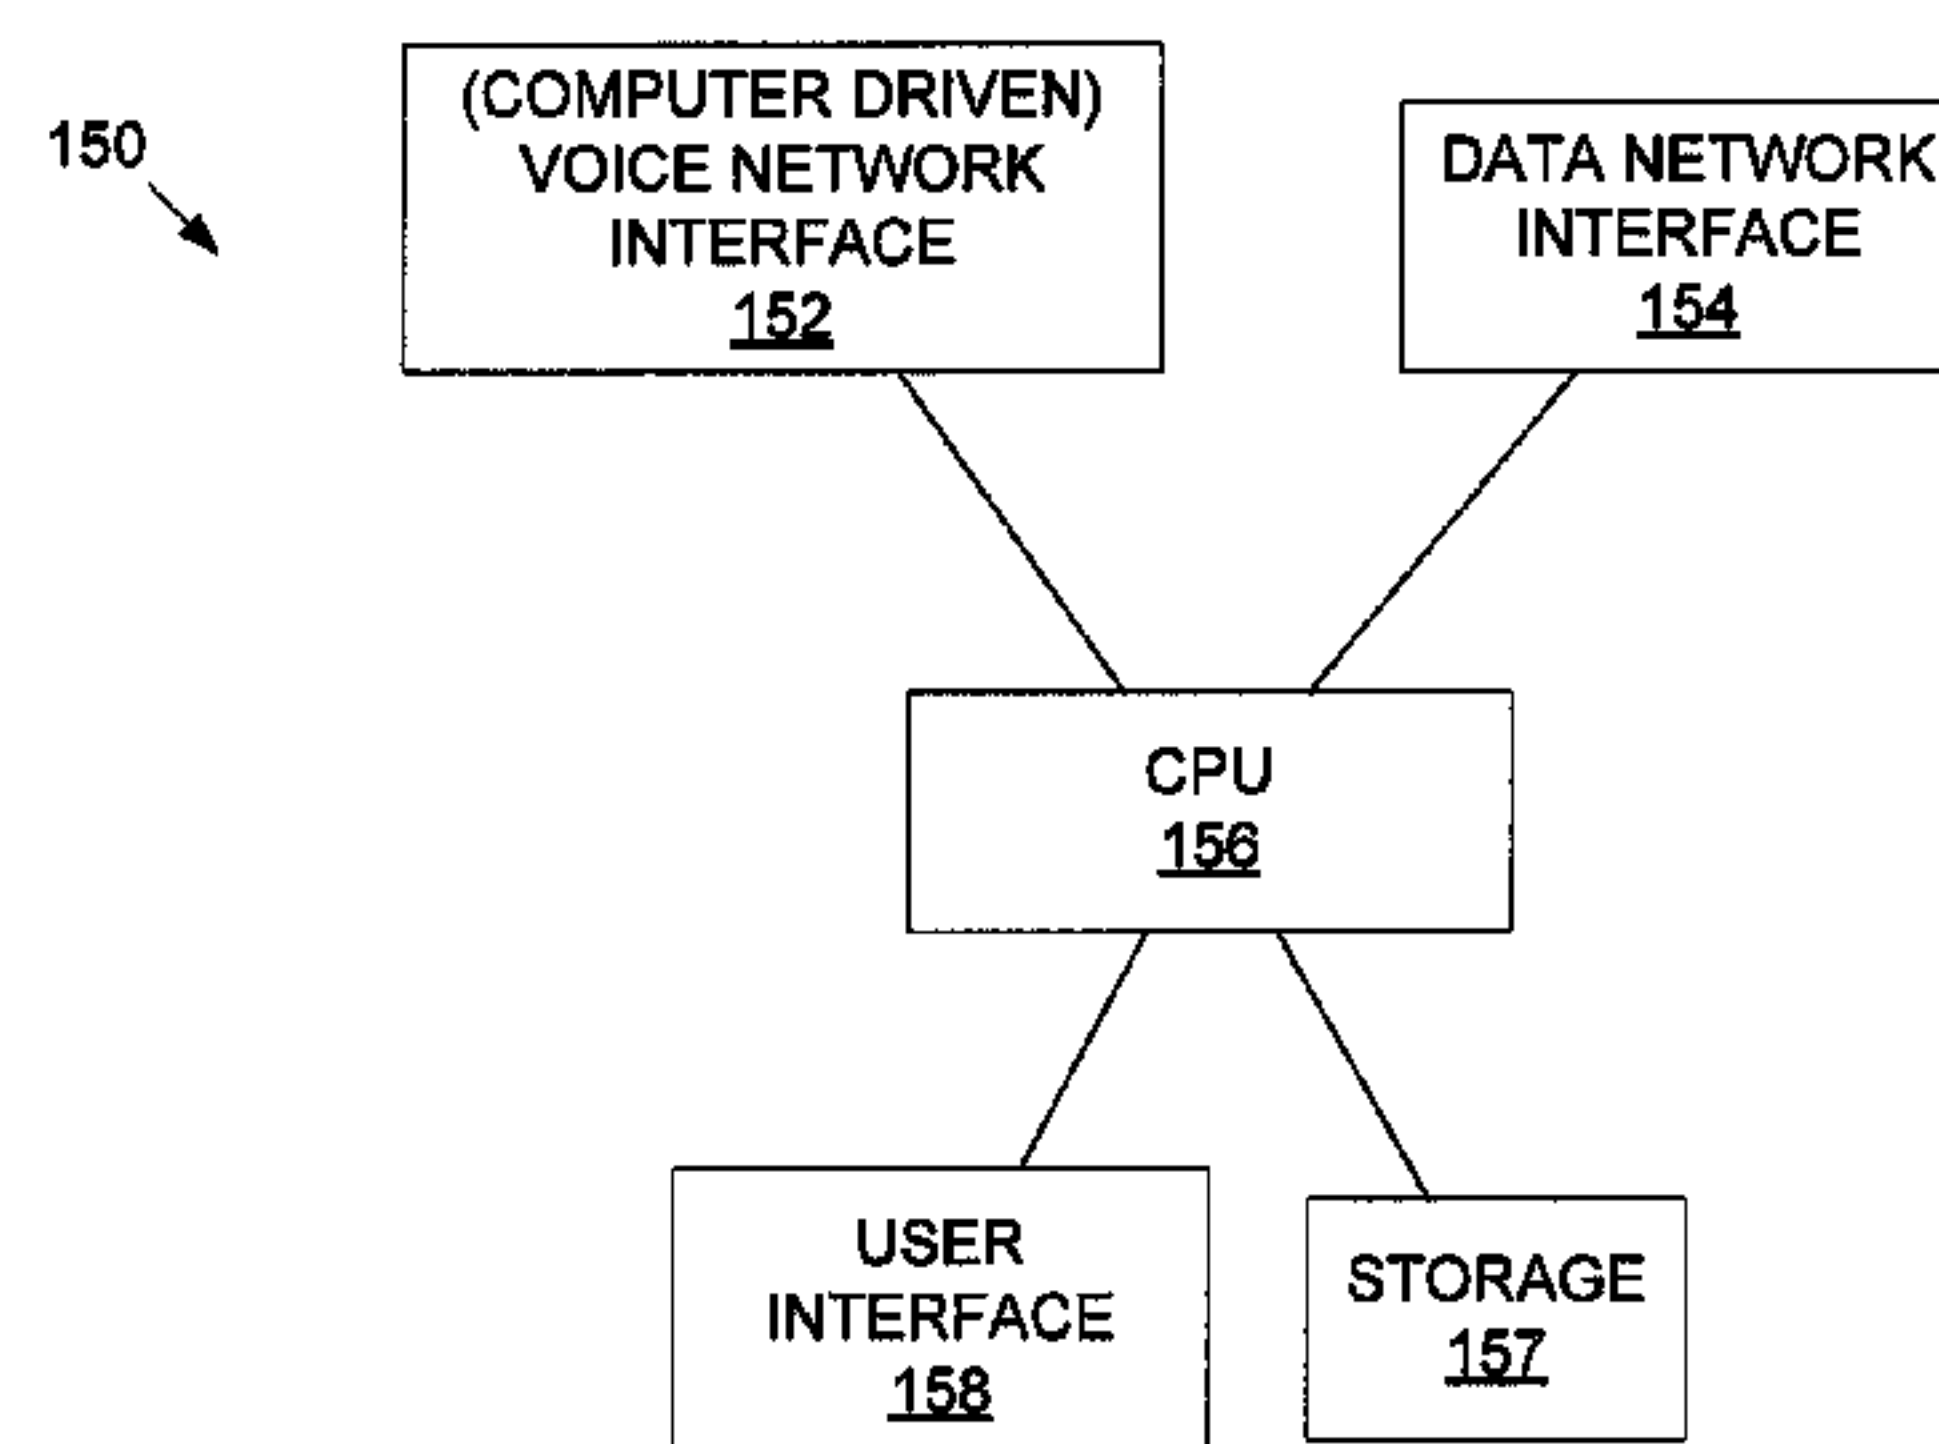 150
(COMPUTER DRIVEN)
VOICE NETWORK
INTERFACE
152
DATA NETWORK
INTERFACE
154
CPU
156
USER
INTERFACE
158
STORAGE
157